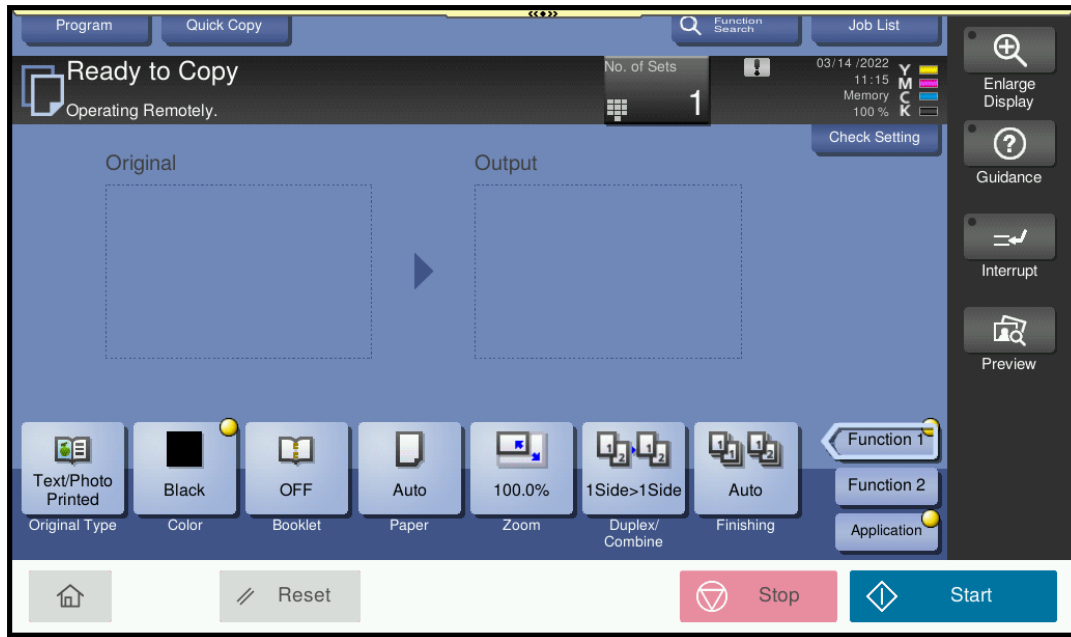 Program
Quick Copy
Function
Search
Job List
Ready to Copy
Operating Remotely.
No. of Sets
1
03/14 /2022
11:15
Memory
100 %
Y
M
C
K
Enlarge
Display
Check Setting
Guidance
Original
Output
Interrupt
Preview
Text/Photo
Printed
Original Type
Black
Color
OFF
Booklet
Auto
Paper
100.0%
Zoom
1Side>1Side
Duplex/
Combine
Auto
Finishing
Function 1
Function 2
Application
Reset
Stop
Start